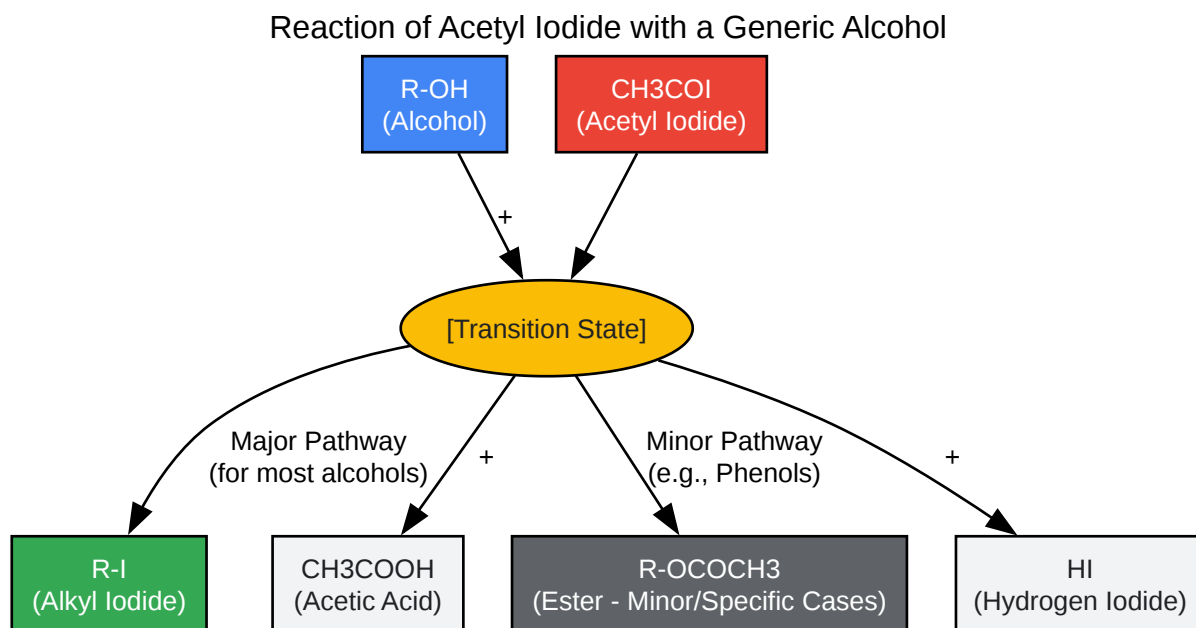 Reaction of Acetyl Iodide with a Generic Alcohol
R-OH
(Alcohol)
CH3COI
(Acetyl Iodide)
+
[Transition State]
Major Pathway
(for most alcohols)
+
Minor Pathway
(e.g., Phenols)
+
R-I
(Alkyl Iodide)
CH3COOH
(Acetic Acid)
R-OCOCH3
(Ester - Minor/Specific Cases)
HI
(Hydrogen Iodide)